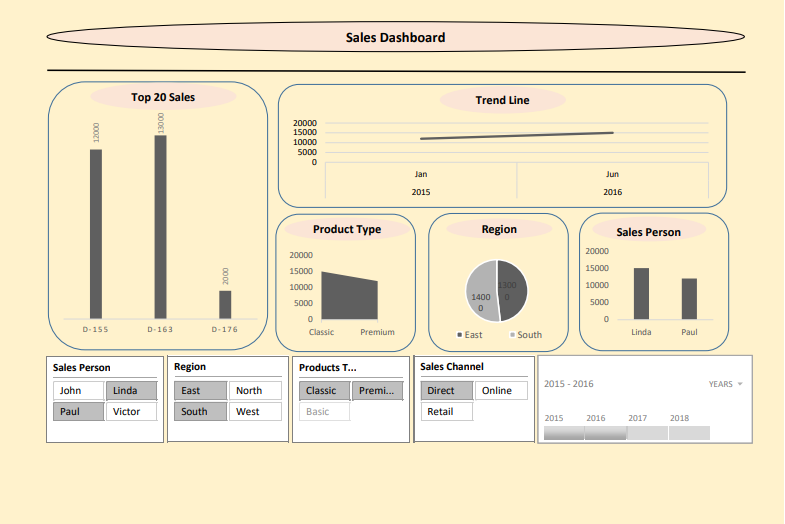 Sales Dashboard
Top 20 Sales
12000
13000
2000
D-155 D-163 D-176
Trend Line
20000
15000
10000
5000
0
Jan Jun
2015 2016
Product Type
20000
15000
10000
5000
0
Classic Premium
Region
1300
0
1400
0
East South
Sales Person
20000
15000
10000
5000
0
Linda Paul
Sales Person
John Linda
Paul Victor
Region
East North
South West
Products T...
Classic Premi...
Basic
Sales Channel
Direct Online
Retail
2015 - 2016 YEARS
2015 2016 2017 2018